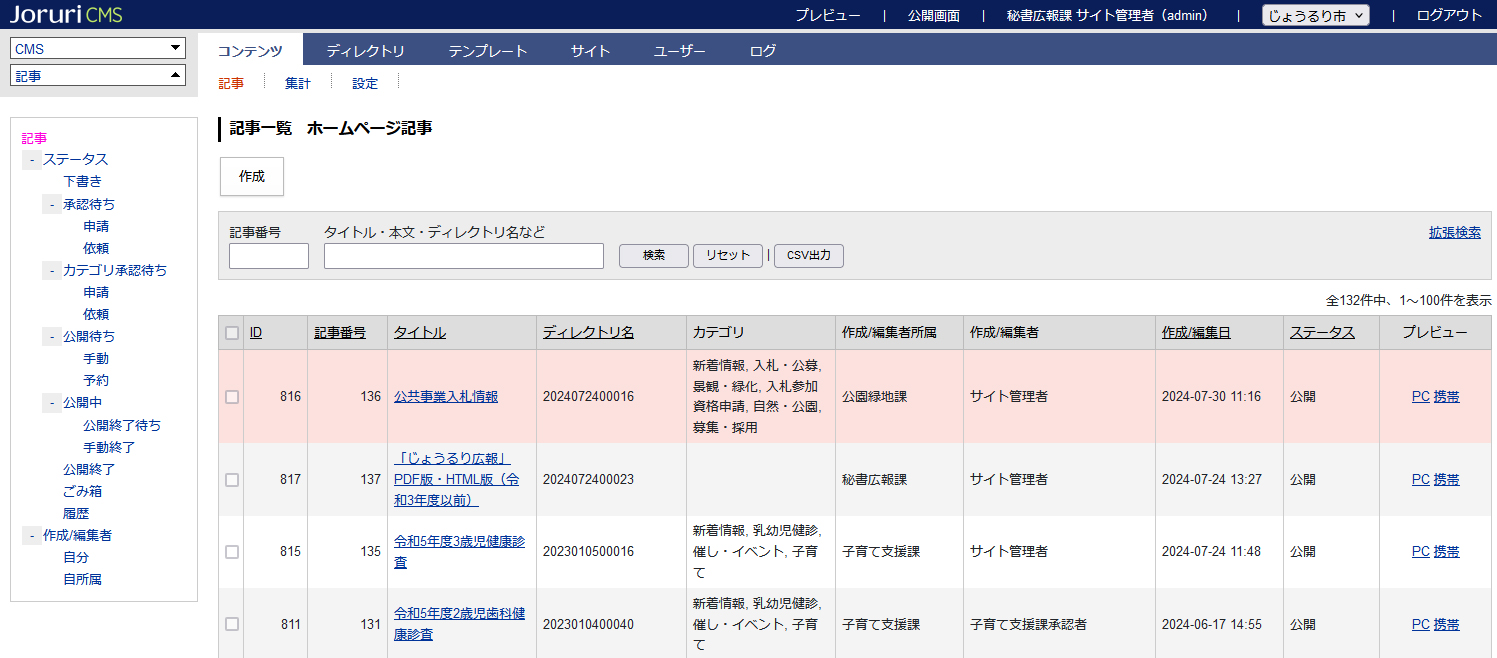 Joruri CMS
プレビュー | 公開画面 | 秘書広報課 サイト管理者（admin） | じょうるり市 | ログアウト
CMS
記事
コンテンツ ディレクトリ テンプレート サイト ユーザー ログ
記事 集計 設定
記事
- ステータス
下書き
- 承認待ち
申請
依頼
- カテゴリ承認待ち
申請
依頼
- 公開待ち
手動
予約
- 公開中
公開終了待ち
手動終了
公開終了
ごみ箱
履歴
- 作成/編集者
自分
自所属
記事一覧 ホームページ記事
作成
記事番号 タイトル・本文・ディレクトリ名など 拡張検索
検索 リセット | CSV出力
全132件中、1～100件を表示
ID 記事番号 タイトル ディレクトリ名 カテゴリ 作成/編集者所属 作成/編集者 作成/編集日 ステータス プレビュー
816 136 公共事業入札情報 2024072400016
新着情報, 入札・公募,
景観・緑化, 入札参加
資格申請, 自然・公園,
募集・採用
公園緑地課 サイト管理者 2024-07-30 11:16 公開 PC 携帯
817 137
「じょうるり広報」
PDF版・HTML版（令
和3年度以前）
2024072400023 秘書広報課 サイト管理者 2024-07-24 13:27 公開 PC 携帯
815 135
令和5年度3歳児健康診
査
2023010500016
新着情報, 乳幼児健診,
催し・イベント, 子育
て
子育て支援課 サイト管理者 2024-07-24 11:48 公開 PC 携帯
811 131
令和5年度2歳児歯科健
康診査
2023010400040
新着情報, 乳幼児健診,
催し・イベント, 子育
て
子育て支援課 子育て支援課承認者 2024-06-17 14:55 公開 PC 携帯